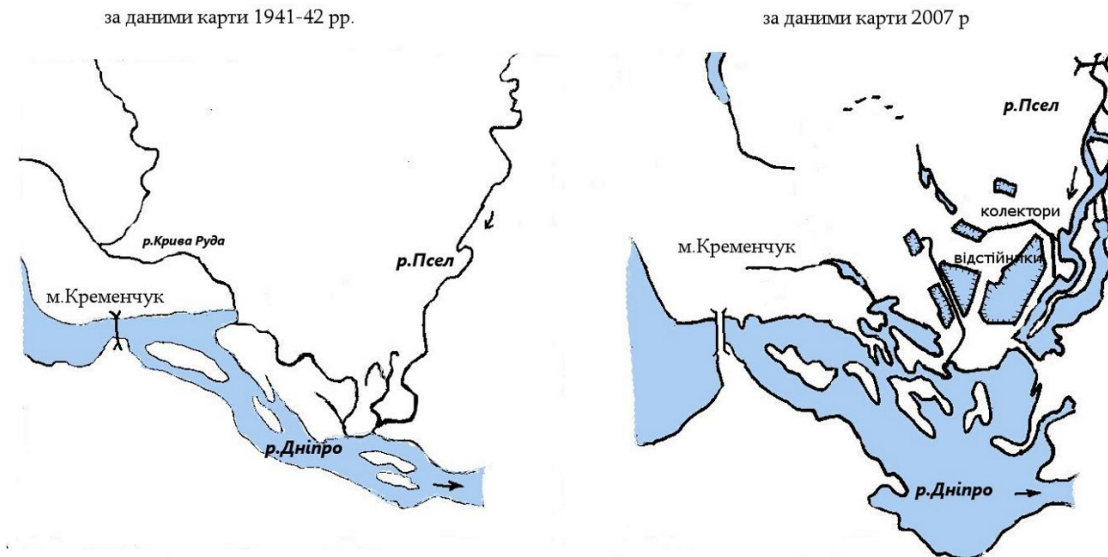 за даними карти 1941-42 рр.
р.Крива Руда
р.Псел
м.Кременчук
р.Дніпро
за даними карти 2007 р
р.Псел
колектори
відстійники
м.Кременчук
р.Дніпро